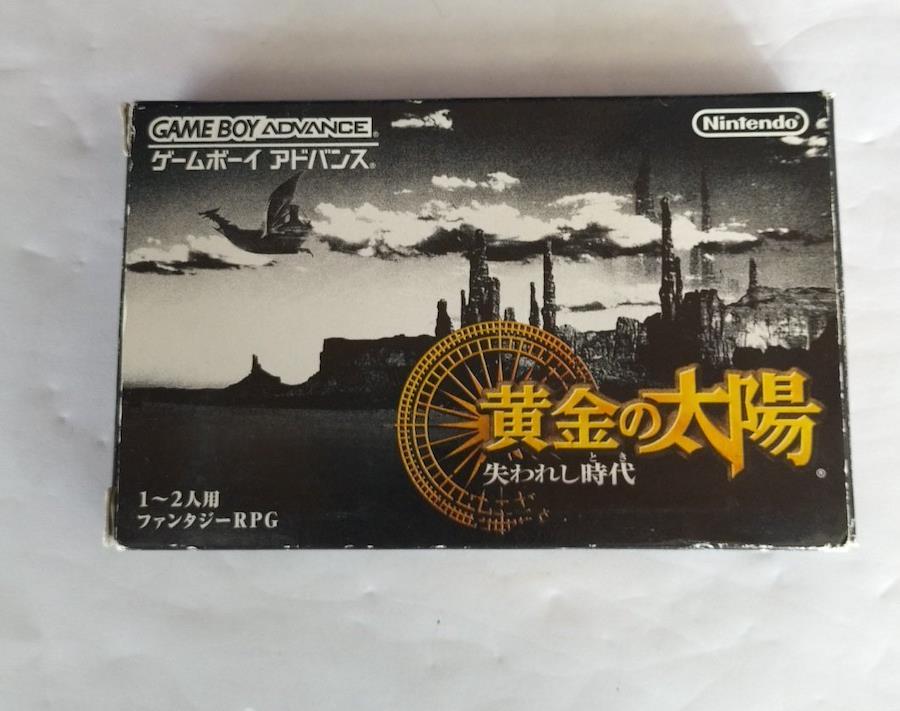 GAME BOY ADVANCE
ゲームボーイ アドバンス
Nintendo
黄金の太陽
とき
失われし時代
1～2人用
ファンタジーRPG